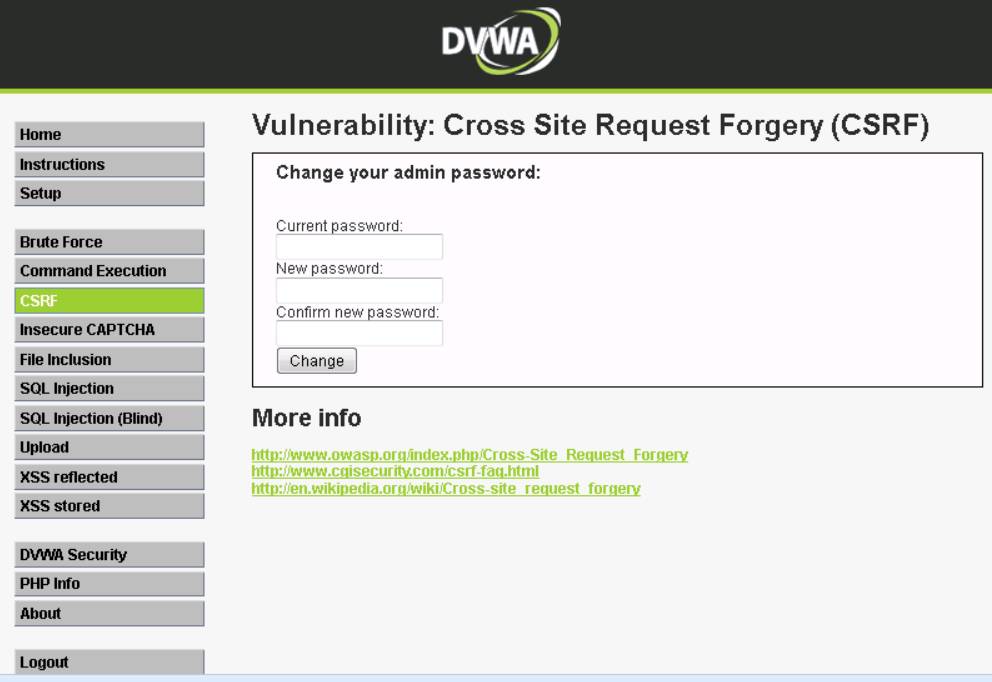 DVWA
Home
Instructions
Setup
Brute Force
Command Execution
CSRF
Insecure CAPTCHA
File Inclusion
SQL Injection
SQL Injection (Blind)
Upload
XSS reflected
XSS stored
DVWA Security
PHP Info
About
Logout
Vulnerability: Cross Site Request Forgery (CSRF)
Change your admin password:
Current password:
New password:
Confirm new password:
Change
More info
http://www.owasp.org/index.php/Cross-Site_Request_Forgery
http://www.cgisecurity.com/csrf-faq.html
http://en.wikipedia.org/wiki/Cross-site_request_forgery